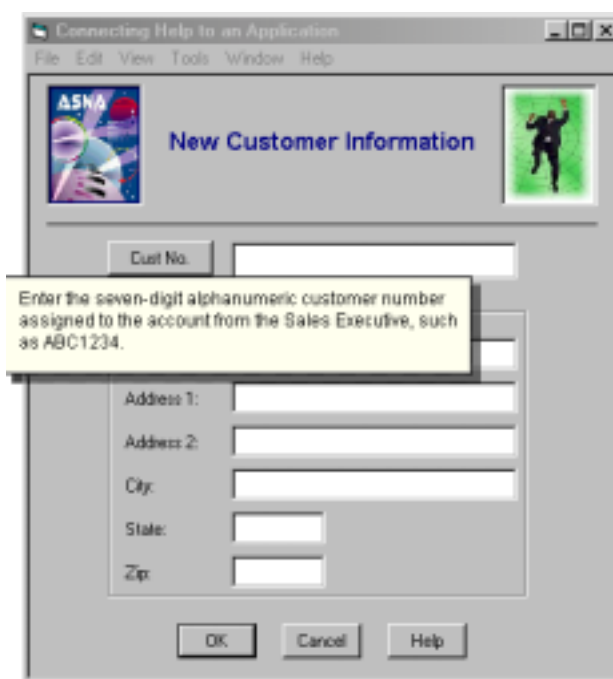 Connecting Help to an Application
File Edit View Tools Window Help
ASNA
New Customer Information
Cust No.
Enter the seven-digit alphanumeric customer number
assigned to the account from the Sales Executive, such
as ABC1234.
Address 1:
Address 2:
City:
State:
Zip:
OK Cancel Help